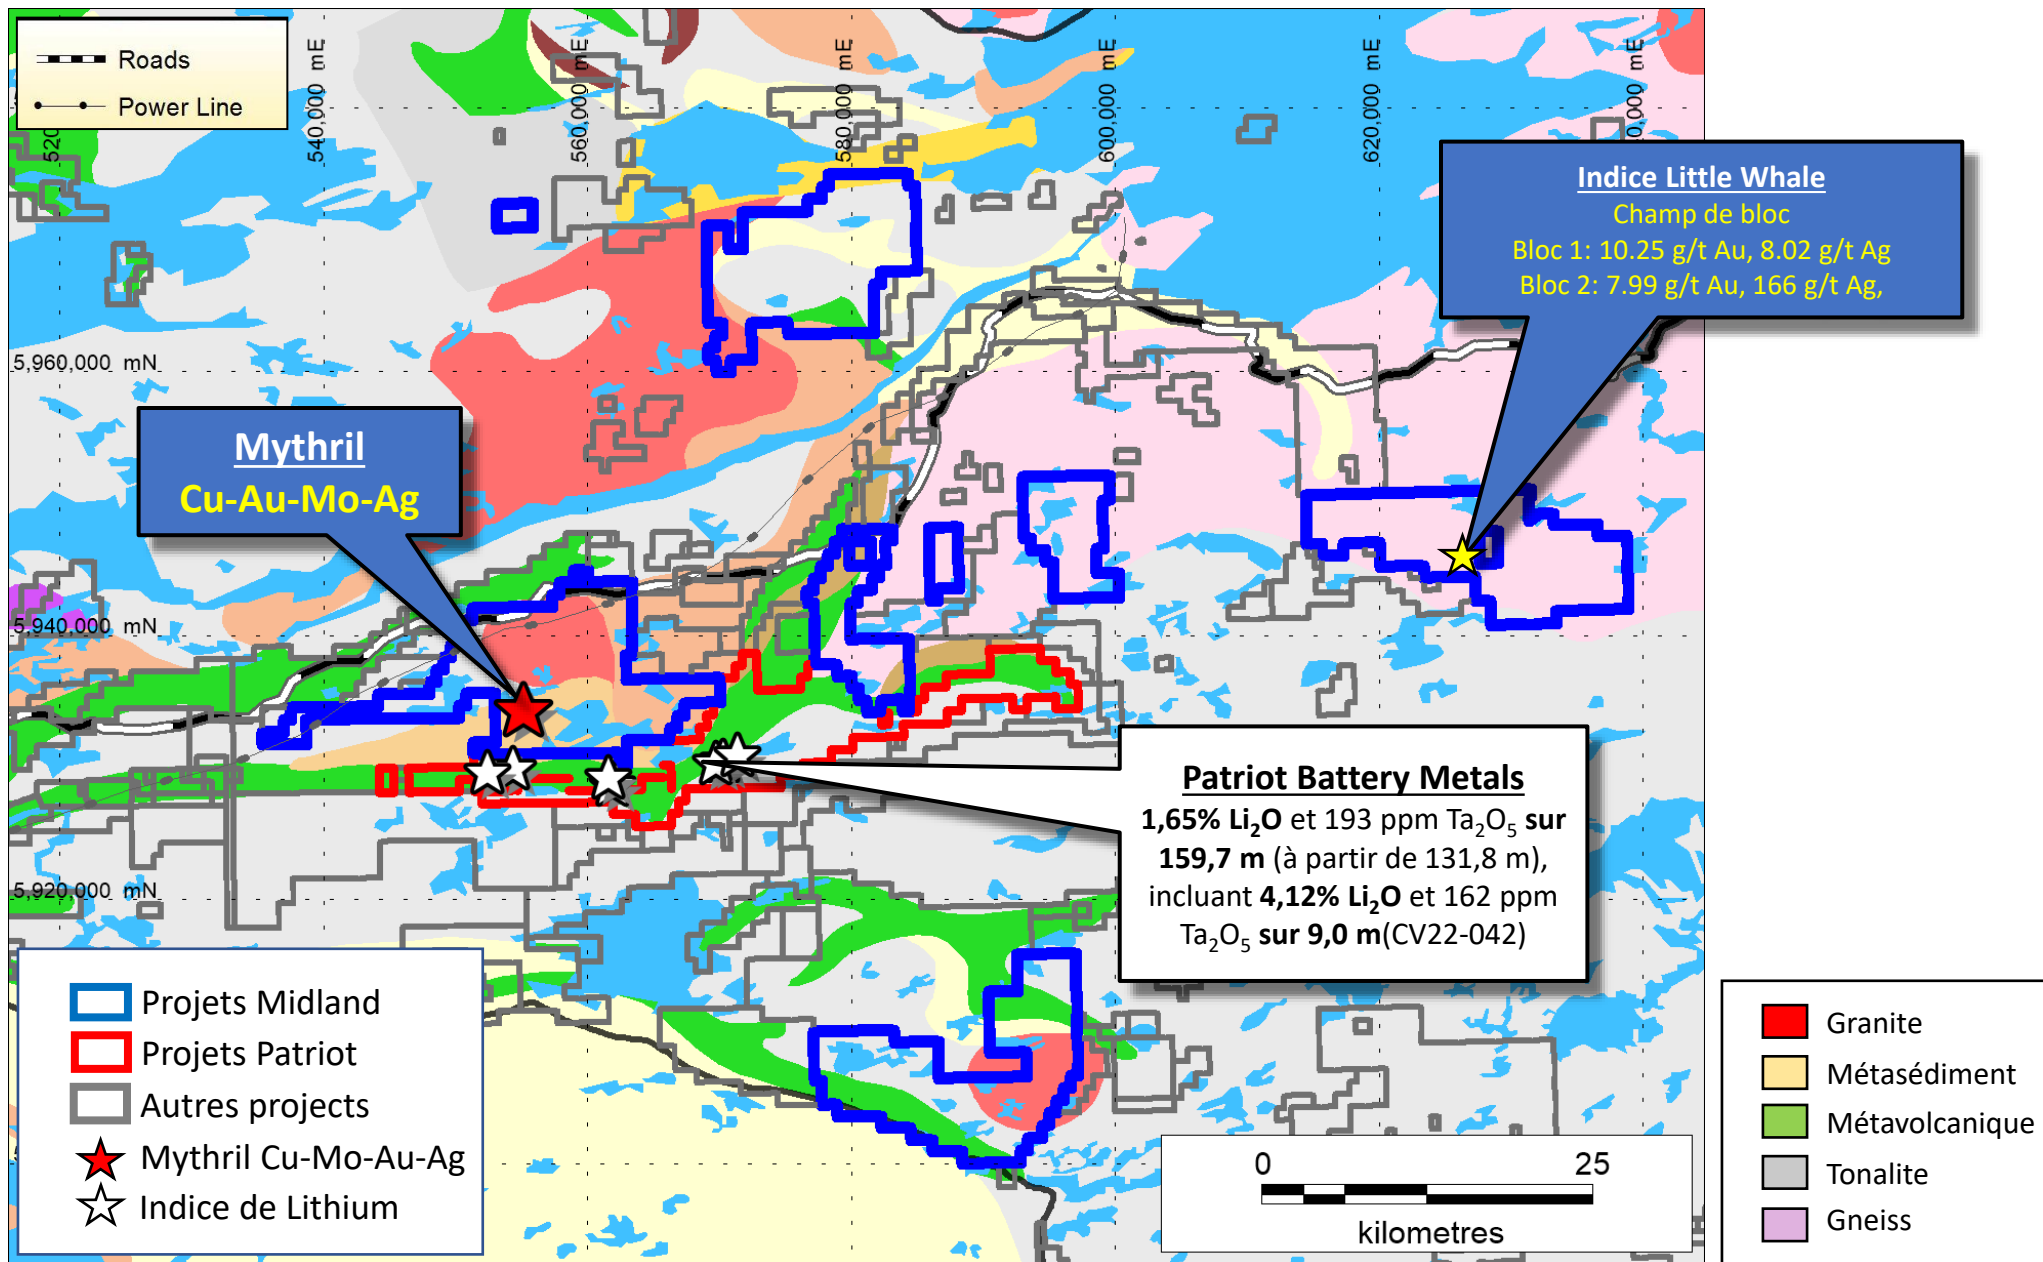 Roads
Power Line
540,000 mE
560,000 mE
580,000 mE
600,000 mE
620,000 mE
mE
Indice Little Whale
Champ de bloc
Bloc 1: 10.25 g/t Au, 8.02 g/t Ag
Bloc 2: 7.99 g/t Au, 166 g/t Ag,
5,960,000 mN
Mythril
Cu-Au-Mo-Ag
5,940,000 mN
Patriot Battery Metals
1,65% Li₂O et 193 ppm Ta₂O₅ sur
159,7 m (à partir de 131,8 m),
incluant 4,12% Li₂O et 162 ppm
Ta₂O₅ sur 9,0 m(CV22-042)
5,920,000 mN
Projets Midland
Projets Patriot
Autres projects
Mythril Cu-Mo-Au-Ag
Indice de Lithium
0 25
kilometres
Granite
Métasédiment
Métavolcanique
Tonalite
Gneiss